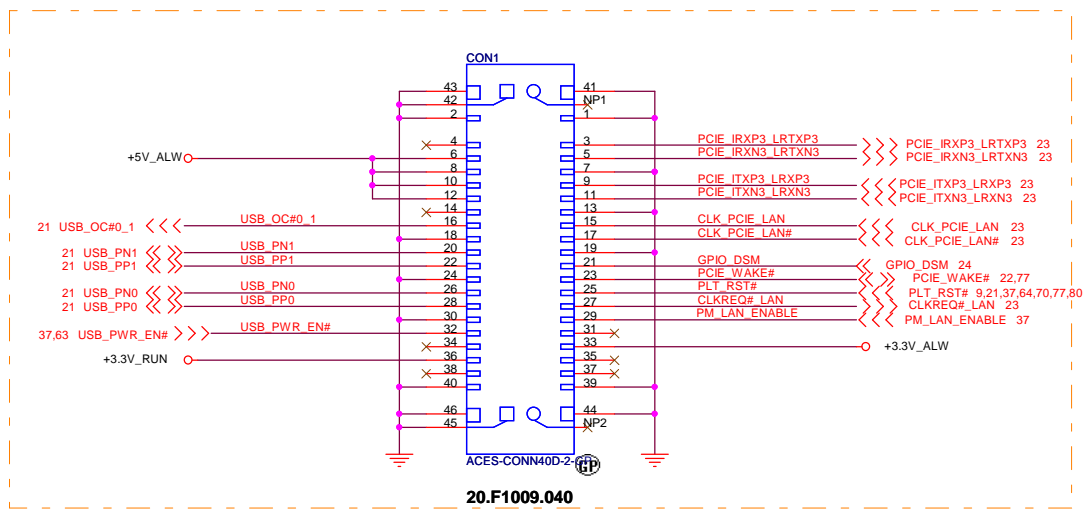 CON1
43 41
42 NP1
2 1
4 3 PCIE_IRXP3_LRTXP3 PCIE_IRXP3_LRTXP3 23
+5V_ALW 6 5 PCIE_IRXN3_LRTXN3 PCIE_IRXN3_LRTXN3 23
8 7
10 9 PCIE_ITXP3_LRXP3 PCIE_ITXP3_LRXP3 23
12 11 PCIE_ITXN3_LRXN3 PCIE_ITXN3_LRXN3 23
14 13
21 USB_OC#0_1 USB_OC#0_1 16 15 CLK_PCIE_LAN CLK_PCIE_LAN 23
18 17 CLK_PCIE_LAN# CLK_PCIE_LAN# 23
21 USB_PN1 USB_PN1 20 19
21 USB_PP1 USB_PP1 22 21 GPIO_DSM GPIO_DSM 24
24 23 PCIE_WAKE# PCIE_WAKE# 22,77
21 USB_PN0 USB_PN0 26 25 PLT_RST# PLT_RST# 9,21,37,64,70,77,80
21 USB_PP0 USB_PP0 28 27 CLKREQ#_LAN CLKREQ#_LAN 23
30 29 PM_LAN_ENABLE PM_LAN_ENABLE 37
37,63 USB_PWR_EN# USB_PWR_EN# 32 31
34 33 +3.3V_ALW
+3.3V_RUN 36 35
38 37
40 39
46 44
45 NP2
ACES-CONN40D-2-GP
GP
20.F1009.040